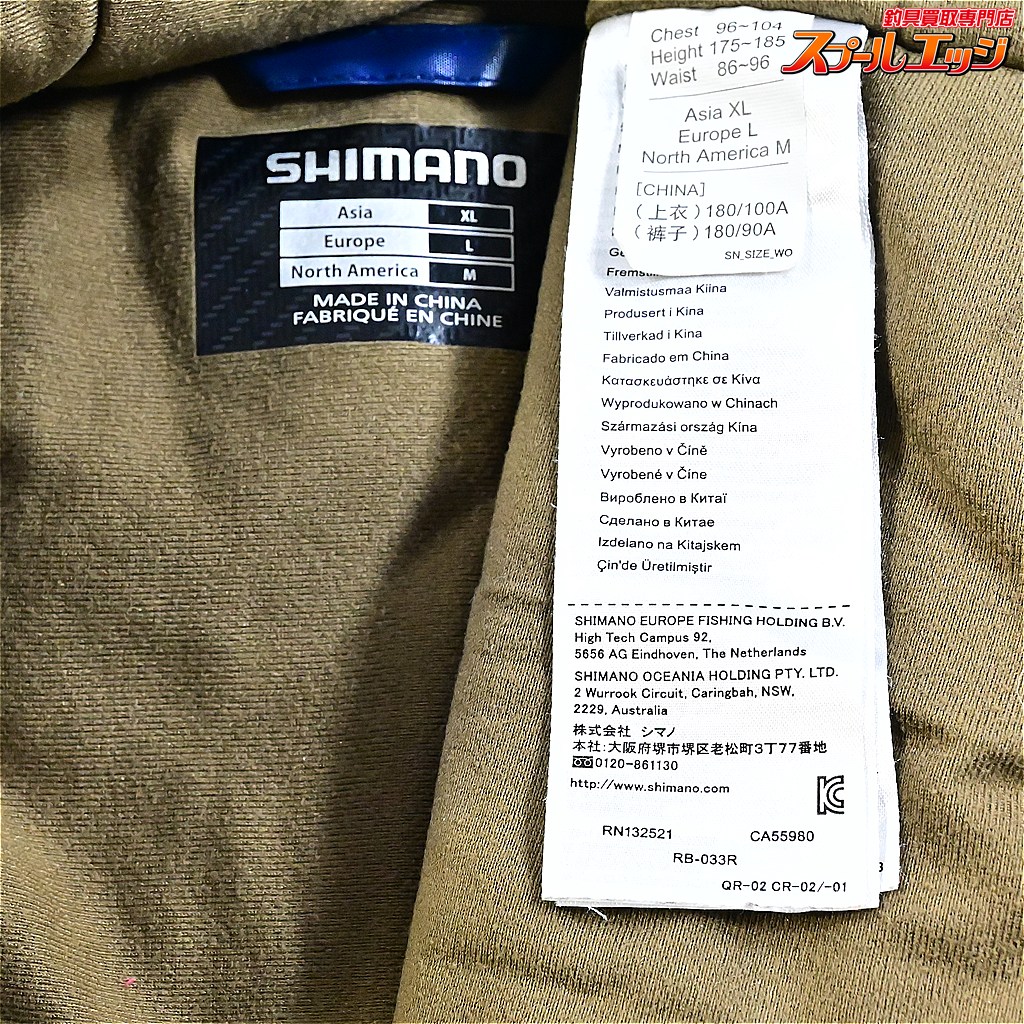 釣具買取専門店
スプールエッジ
SHIMANO
Asia XL
Europe L
North America M
MADE IN CHINA
FABRIQUÉ EN CHINE
Chest 96~104
Height 175~185
Waist 86~96
Asia XL
Europe L
North America M
[CHINA]
(上衣)180/100A
(裤子)180/90A
SN_SIZE_WO
Valmistusmaa Kiina
Produsert i Kina
Tillverkad i Kina
Fabricado em China
Κατασκευάστηκε σε Κίνα
Wyprodukowano w Chinach
Származási ország Kína
Vyrobeno v Číně
Vyrobené v Číne
Вироблено в Китаї
Сделано в Китае
Izdelano na Kitajskem
Çin'de Üretilmiştir
SHIMANO EUROPE FISHING HOLDING B.V.
High Tech Campus 92,
5656 AG Eindhoven, The Netherlands
SHIMANO OCEANIA HOLDING PTY. LTD.
2 Wurrook Circuit, Caringbah, NSW,
2229, Australia
株式会社 シマノ
本社:大阪府堺市堺区老松町3丁77番地
0120-861130
http://www.shimano.com
RN132521 CA55980
RB-033R
QR-02 CR-02/-01